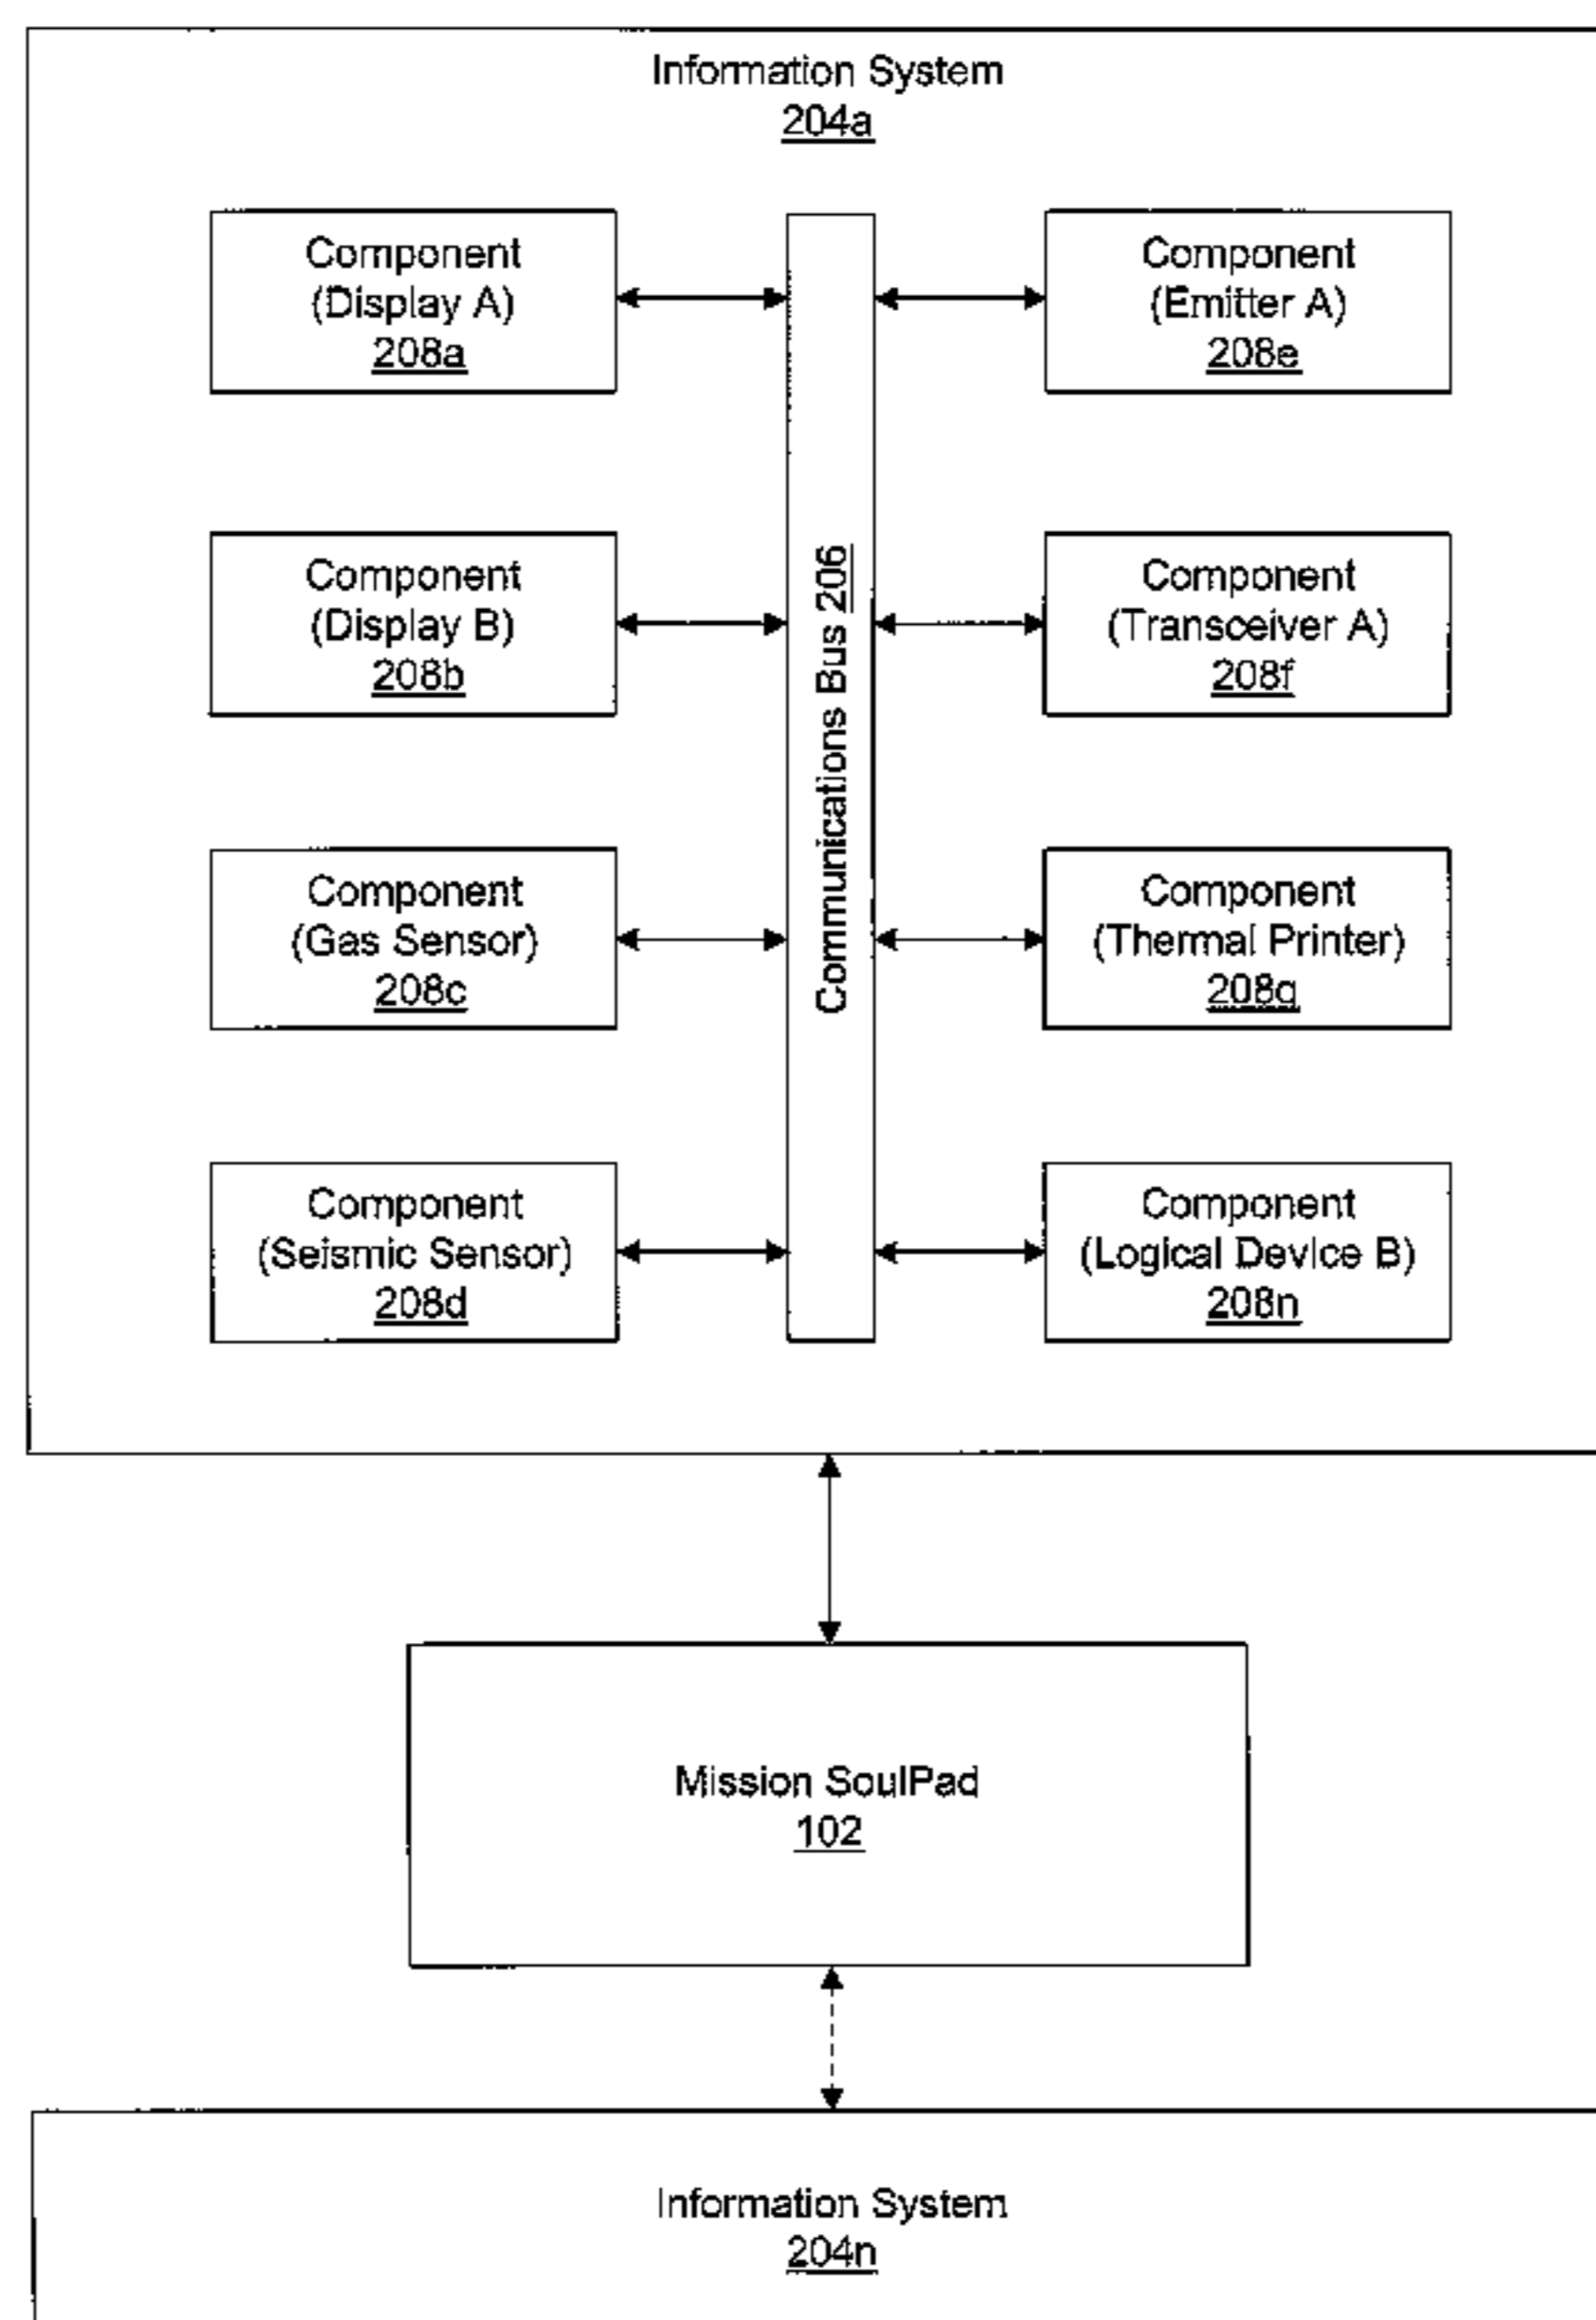 Information System
204a
Component
(Display A)
208a
Component
(Emitter A)
208e
Component
(Display B)
208b
Component
(Transceiver A)
208f
Communications Bus 206
Component
(Gas Sensor)
208c
Component
(Thermal Printer)
208g
Component
(Seismic Sensor)
208d
Component
(Logical Device B)
208n
Mission SoulPad
102
Information System
204n